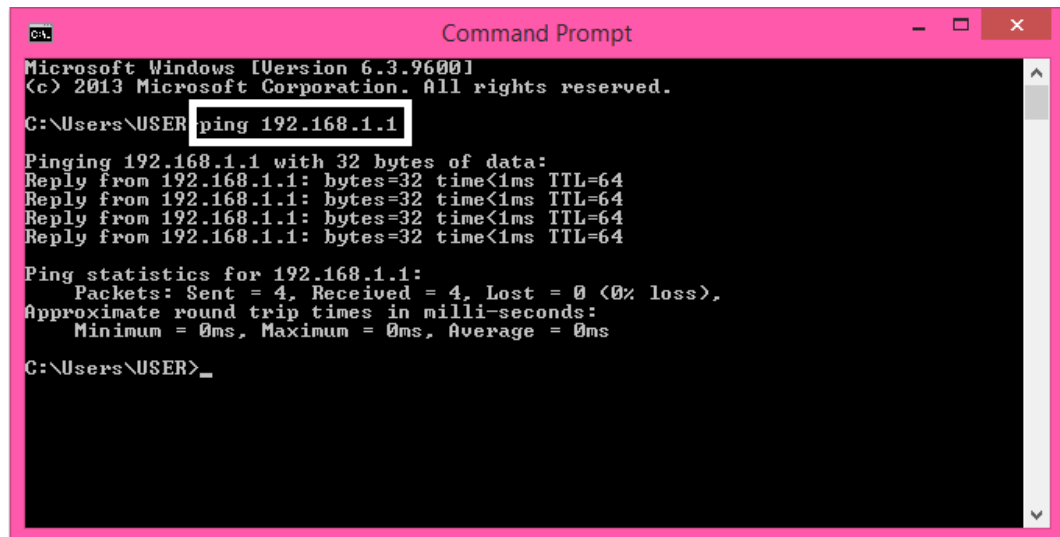 Command Prompt
Microsoft Windows [Version 6.3.9600]
(c) 2013 Microsoft Corporation. All rights reserved.
C:\Users\USER>ping 192.168.1.1
Pinging 192.168.1.1 with 32 bytes of data:
Reply from 192.168.1.1: bytes=32 time<1ms TTL=64
Reply from 192.168.1.1: bytes=32 time<1ms TTL=64
Reply from 192.168.1.1: bytes=32 time<1ms TTL=64
Reply from 192.168.1.1: bytes=32 time<1ms TTL=64
Ping statistics for 192.168.1.1:
    Packets: Sent = 4, Received = 4, Lost = 0 (0% loss),
Approximate round trip times in milli-seconds:
    Minimum = 0ms, Maximum = 0ms, Average = 0ms
C:\Users\USER>_